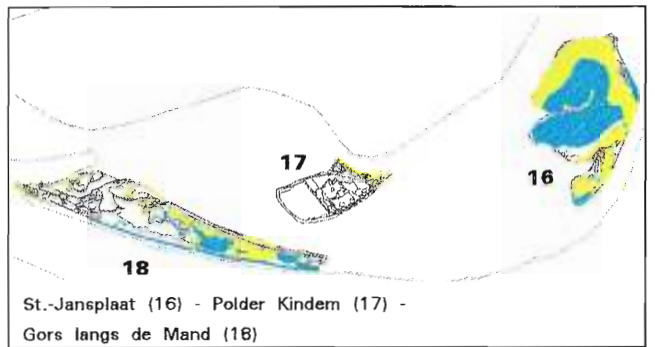 17
16
18
St.-Jansplaat (16) - Polder Kindem (17) -
Gors langs de Mand (18)